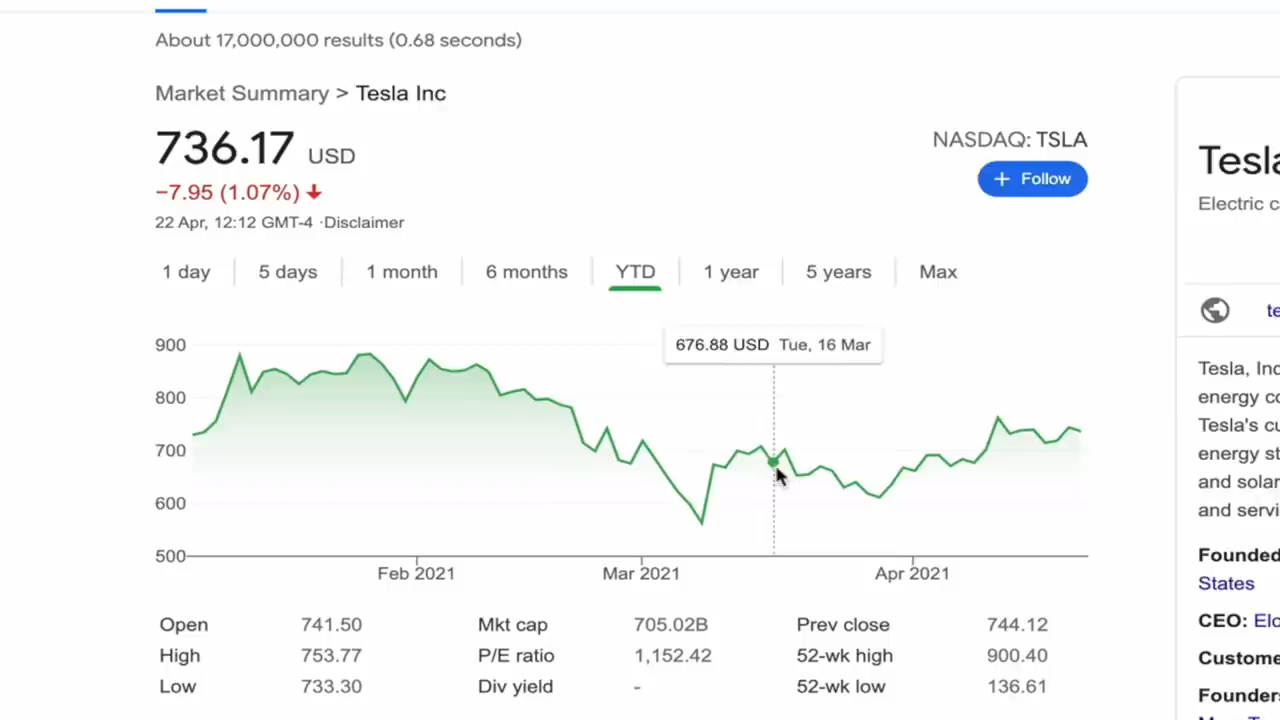 About 17,000,000 results (0.68 seconds)
Market Summary > Tesla Inc
736.17 USD
−7.95 (1.07%)
22 Apr, 12:12 GMT-4 ·Disclaimer
NASDAQ: TSLA
+ Follow
1 day 5 days 1 month 6 months YTD 1 year 5 years Max
676.88 USD Tue, 16 Mar
900
800
700
600
500
Feb 2021 Mar 2021 Apr 2021
Open 741.50 Mkt cap 705.02B Prev close 744.12
High 753.77 P/E ratio 1,152.42 52-wk high 900.40
Low 733.30 Div yield - 52-wk low 136.61
Electric
Tesla, Inc
energy
Tesla's
energy
and solar
and
Founded
States
CEO: